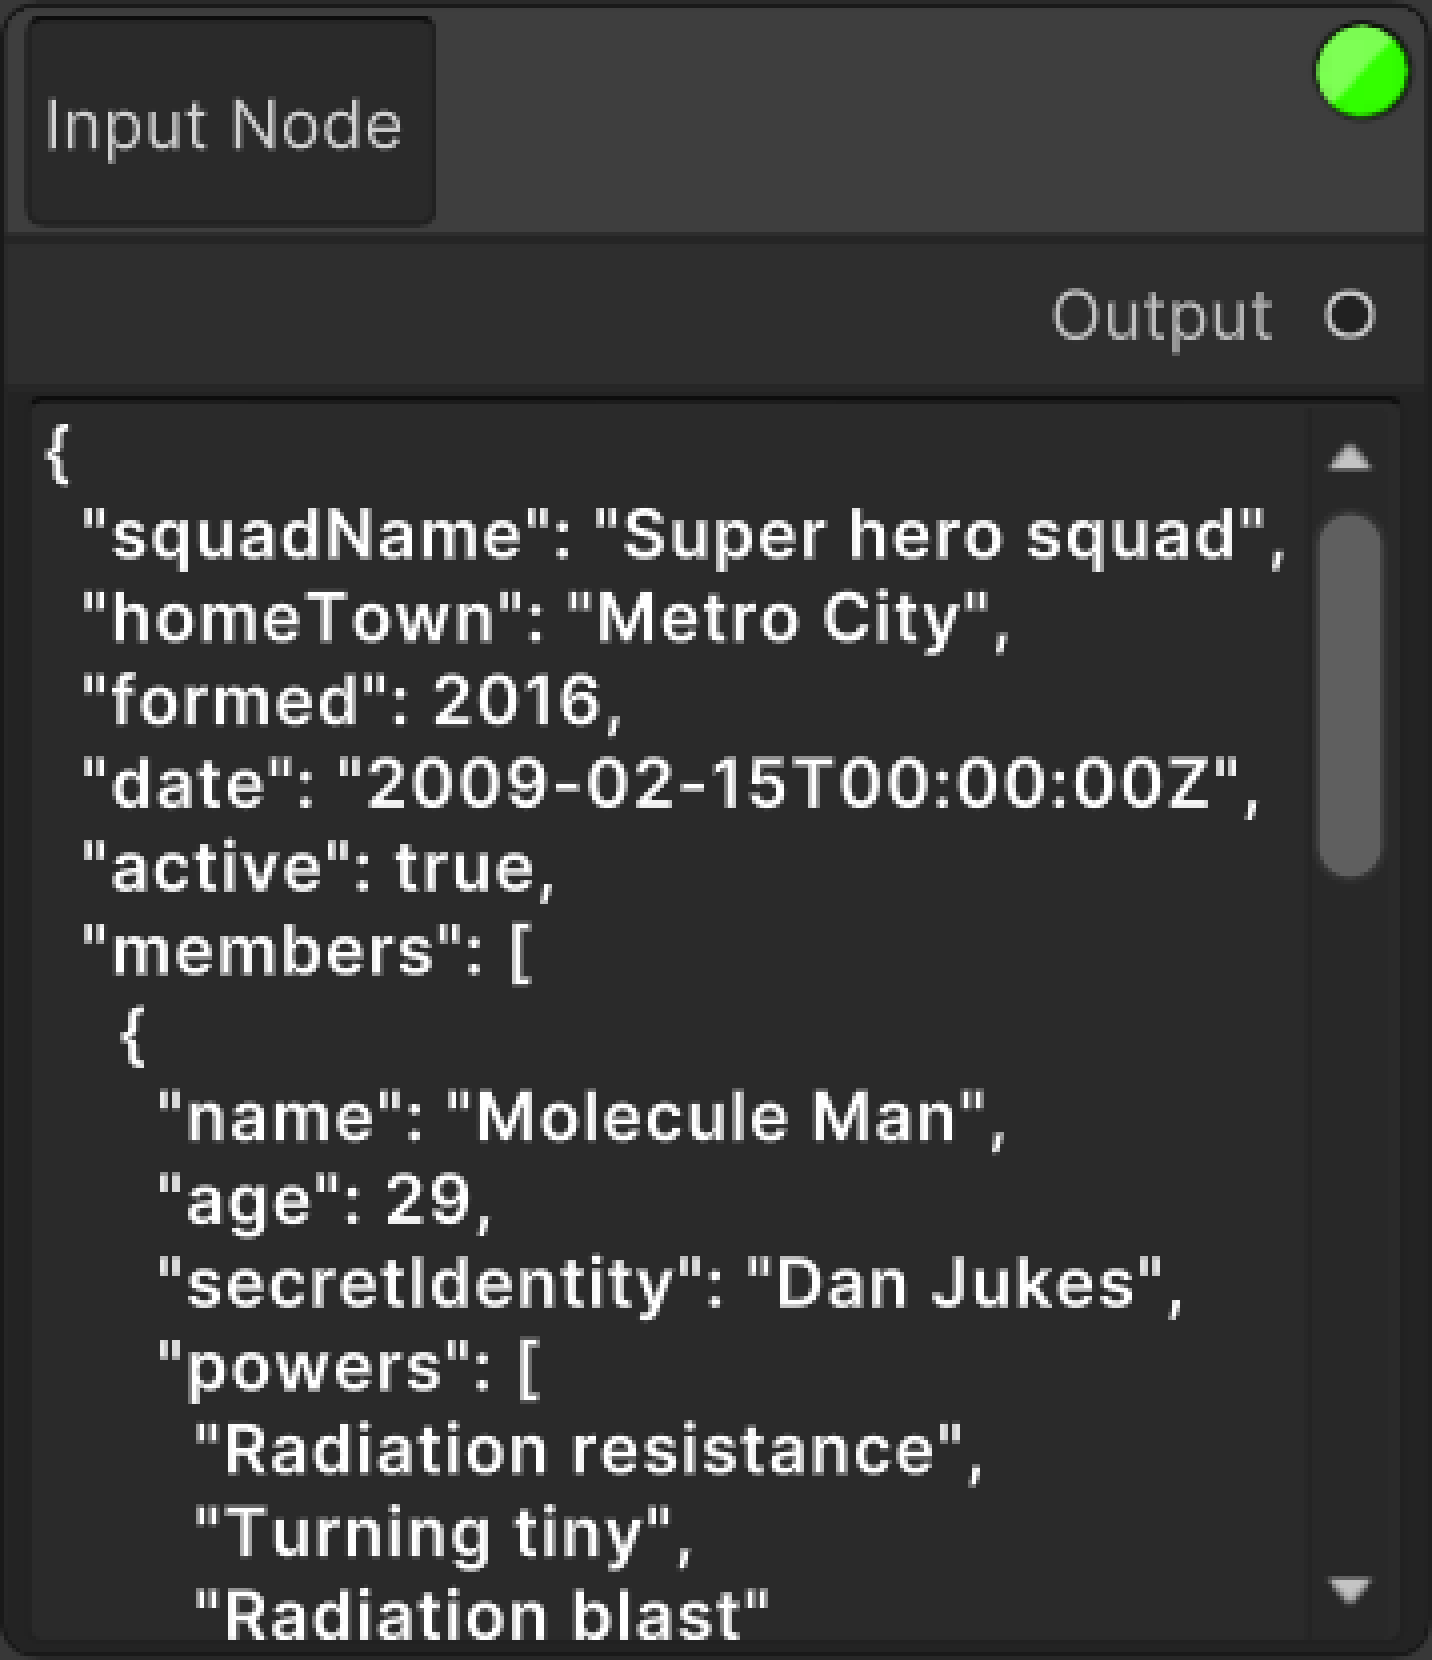 Input Node
Output
{
"squadName": "Super hero squad",
"homeTown": "Metro City",
"formed": 2016,
"date": "2009-02-15T00:00:00Z",
"active": true,
"members": [
{
"name": "Molecule Man",
"age": 29,
"secretIdentity": "Dan Jukes",
"powers": [
"Radiation resistance",
"Turning tiny",
"Radiation blast"